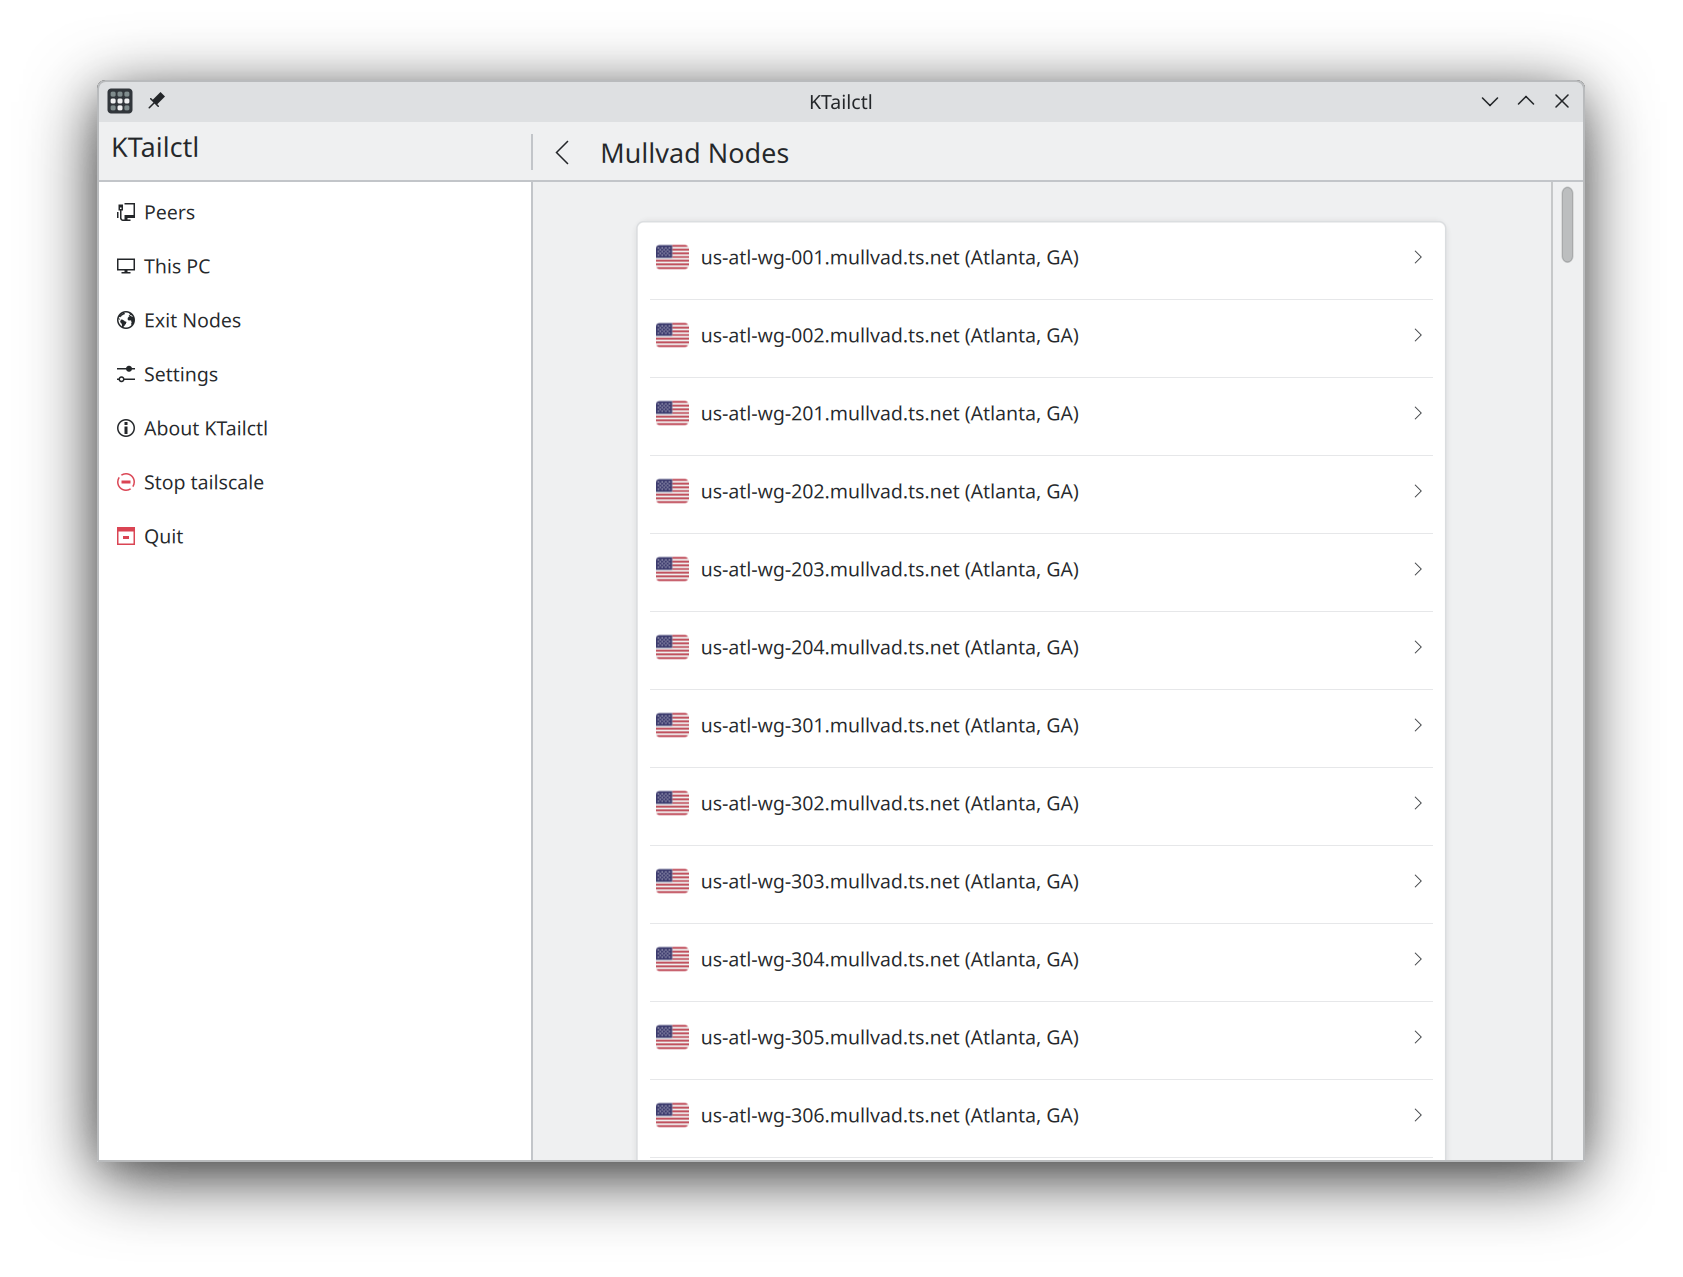 KTailctl
KTailctl
Mullvad Nodes
Peers
This PC
Exit Nodes
Settings
About KTailctl
Stop tailscale
Quit
us-atl-wg-001.mullvad.ts.net (Atlanta, GA)
us-atl-wg-002.mullvad.ts.net (Atlanta, GA)
us-atl-wg-201.mullvad.ts.net (Atlanta, GA)
us-atl-wg-202.mullvad.ts.net (Atlanta, GA)
us-atl-wg-203.mullvad.ts.net (Atlanta, GA)
us-atl-wg-204.mullvad.ts.net (Atlanta, GA)
us-atl-wg-301.mullvad.ts.net (Atlanta, GA)
us-atl-wg-302.mullvad.ts.net (Atlanta, GA)
us-atl-wg-303.mullvad.ts.net (Atlanta, GA)
us-atl-wg-304.mullvad.ts.net (Atlanta, GA)
us-atl-wg-305.mullvad.ts.net (Atlanta, GA)
us-atl-wg-306.mullvad.ts.net (Atlanta, GA)